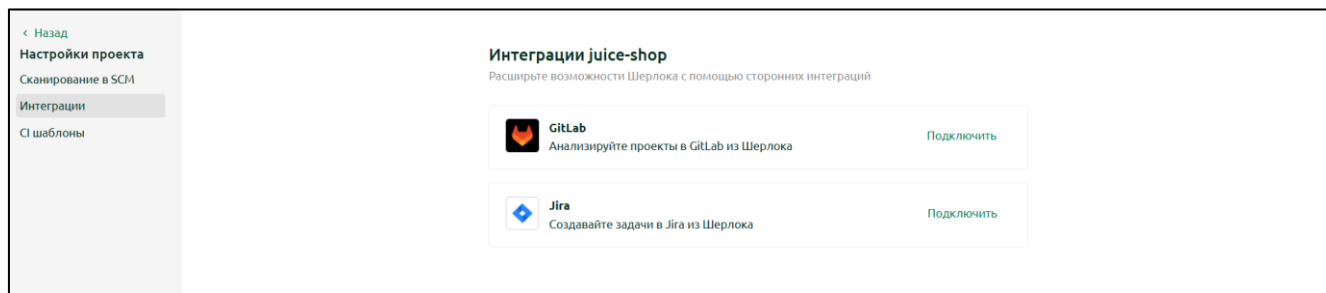 < Назад
Настройки проекта
Сканирование в SCM
Интеграции
CI шаблоны
Интеграции juice-shop
Расширьте возможности Шерлока с помощью сторонних интеграций
GitLab
Анализируйте проекты в GitLab из Шерлока
Подключить
Jira
Создавайте задачи в Jira из Шерлока
Подключить